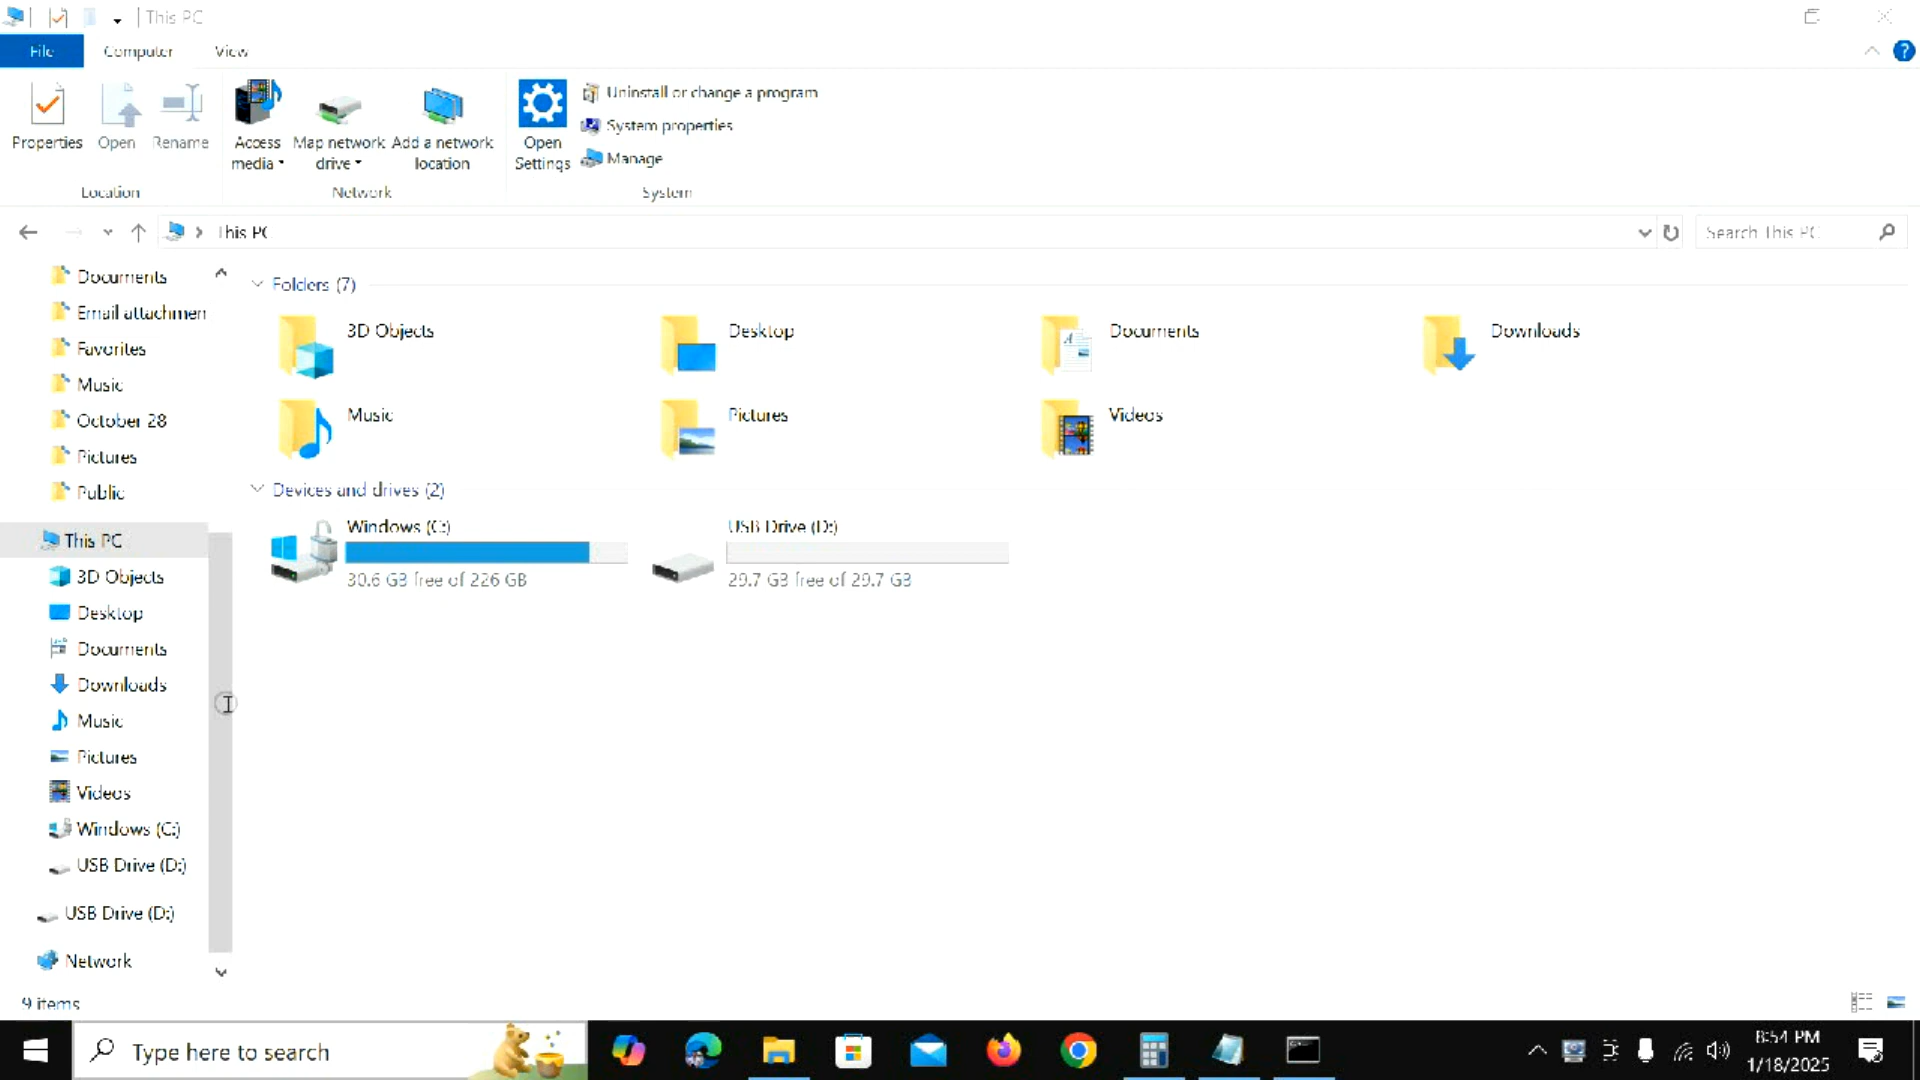 This PC
File Computer View
Properties Open Rename Access media Map network drive Add a network location Open Settings Uninstall or change a program
System properties
Manage
Location Network System
This PC Search This PC
Documents
Email attachmen
Favorites
Music
October 28
Pictures
Public
This PC
3D Objects
Desktop
Documents
Downloads
Music
Pictures
Videos
Windows (C:)
USB Drive (D:)
USB Drive (D:)
Network
Folders (7)
3D Objects Desktop Documents Downloads
Music Pictures Videos
Devices and drives (2)
Windows (C:) USB Drive (D:)
30.6 GB free of 226 GB 29.7 GB free of 29.7 GB
9 items
Type here to search
8:54 PM
1/18/2025